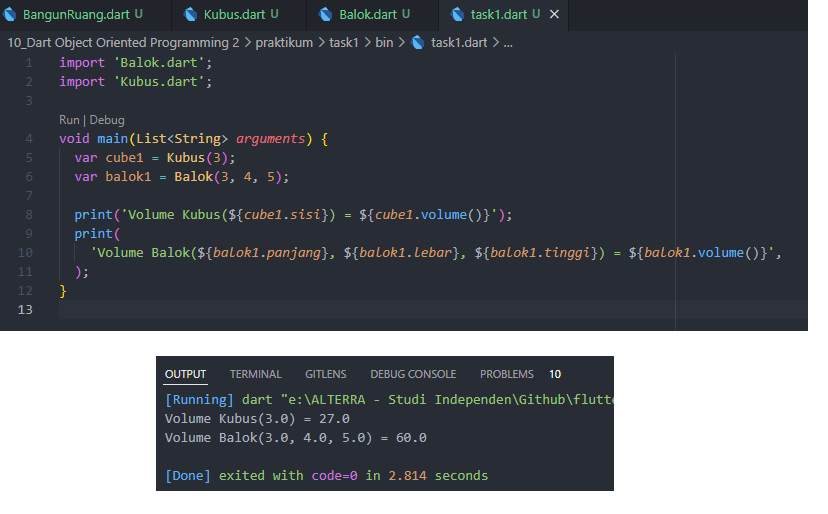 BangunRuang.dart U Kubus.dart U Balok.dart U task1.dart U
10_Dart Object Oriented Programming 2 > praktikum > task1 > bin > task1.dart > ...
1 import 'Balok.dart';
2 import 'Kubus.dart';
3
Run | Debug
4 void main(List<String> arguments) {
5 var cube1 = Kubus(3);
6 var balok1 = Balok(3, 4, 5);
7
8 print('Volume Kubus(${cube1.sisi}) = ${cube1.volume()}');
9 print(
10 'Volume Balok(${balok1.panjang}, ${balok1.lebar}, ${balok1.tinggi}) = ${balok1.volume()}',
11 );
12 }
13
OUTPUT TERMINAL GITLENS DEBUG CONSOLE PROBLEMS 10
[Running] dart "e:\ALTERRA - Studi Independen\Github\flutte
Volume Kubus(3.0) = 27.0
Volume Balok(3.0, 4.0, 5.0) = 60.0
[Done] exited with code=0 in 2.814 seconds